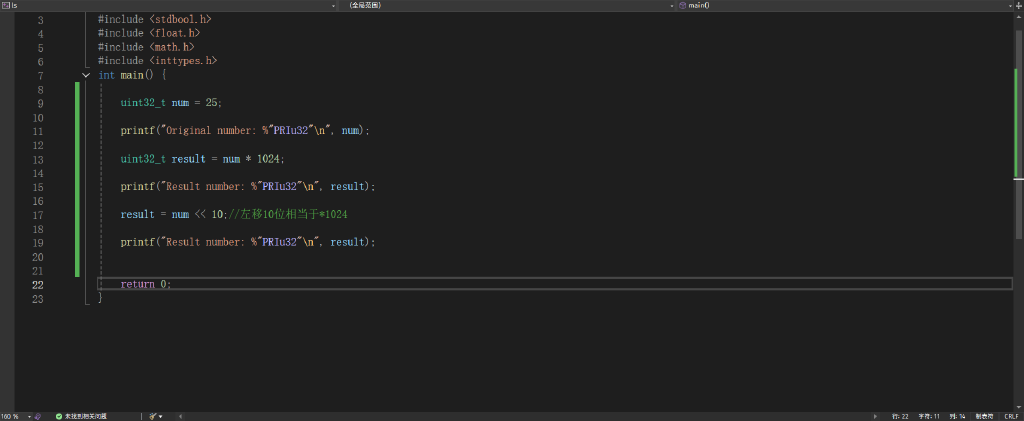 ls (全局范围) main()
3 #include <stdbool.h>
4 #include <float.h>
5 #include <math.h>
6 #include <inttypes.h>
7 int main() {
8
9 uint32_t num = 25;
10
11 printf("Original number: %"PRIu32"\n", num);
12
13 uint32_t result = num * 1024;
14
15 printf("Result number: %"PRIu32"\n", result);
16
17 result = num << 10;//左移10位相当于*1024
18
19 printf("Result number: %"PRIu32"\n", result);
20
21
22 return 0;
23 }
160 % 未找到相关问题 行: 22 字符: 11 列: 14 制表符 CRLF